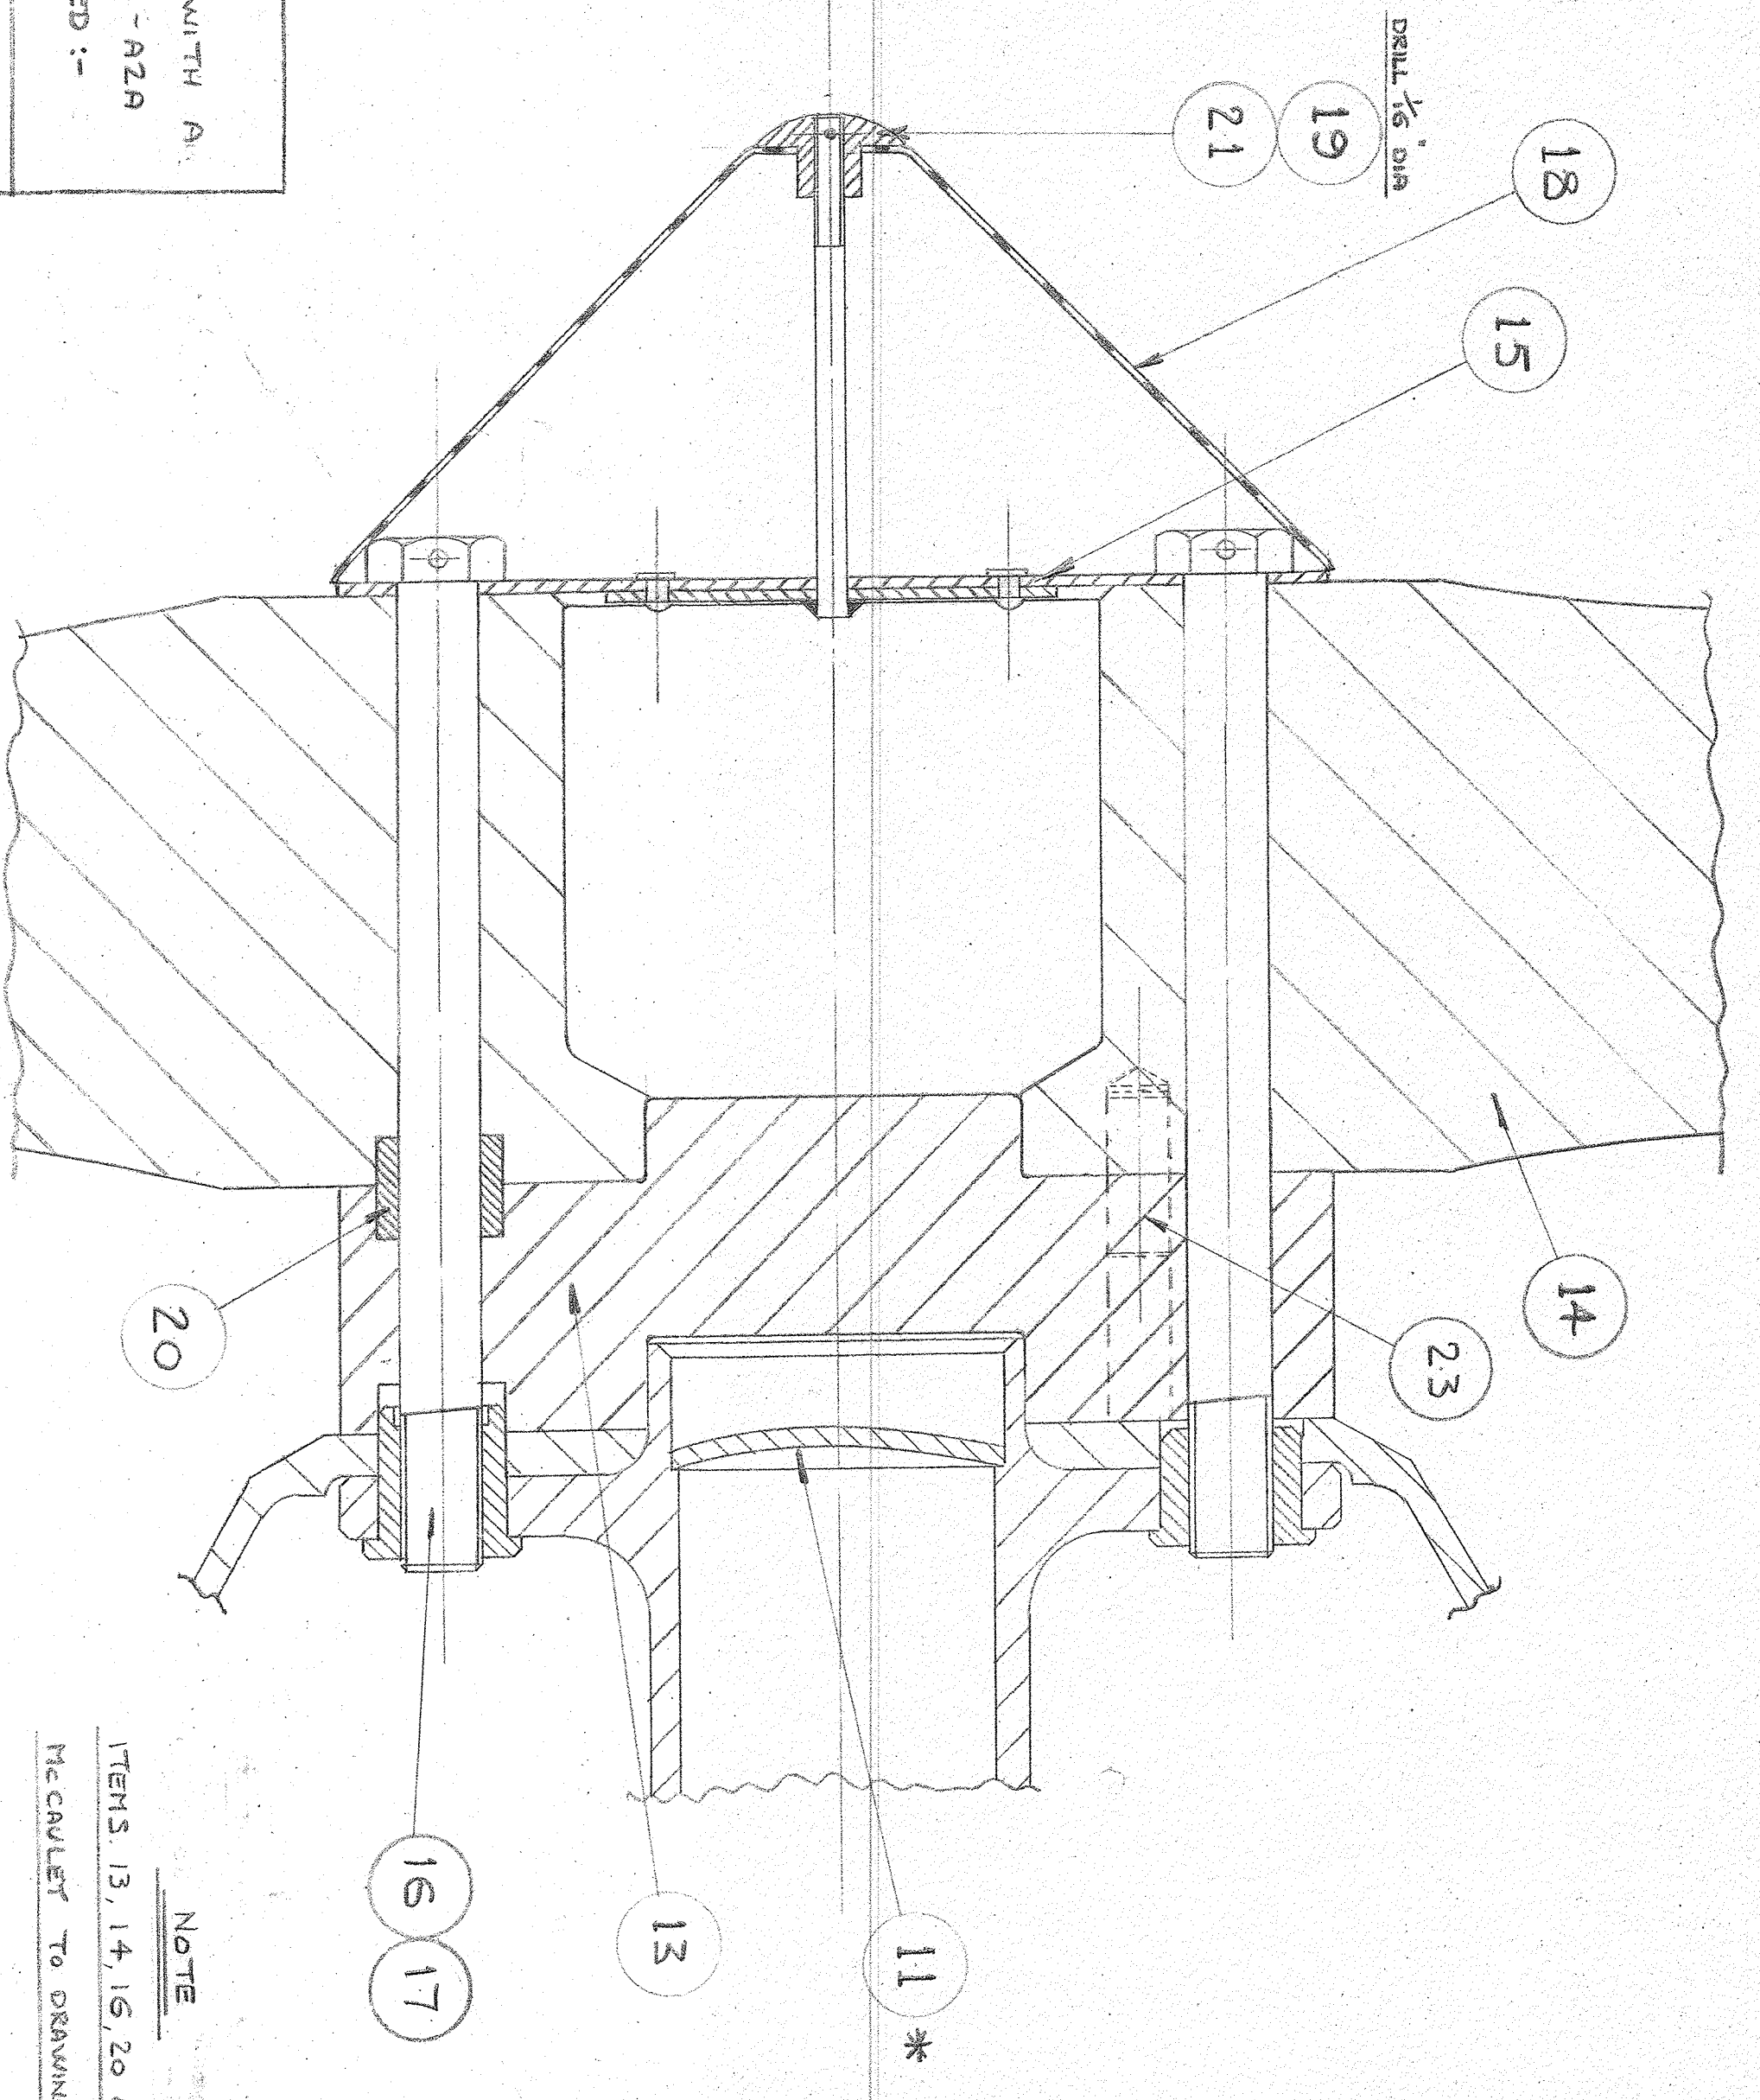 WITH A
- A2A
ED :-
DRILL 1/16" DIA
19
21
18
15
14
23
20
13
11
*
16
17
NOTE
ITEMS. 13, 14, 16, 20
McCAULET TO DRAWIN